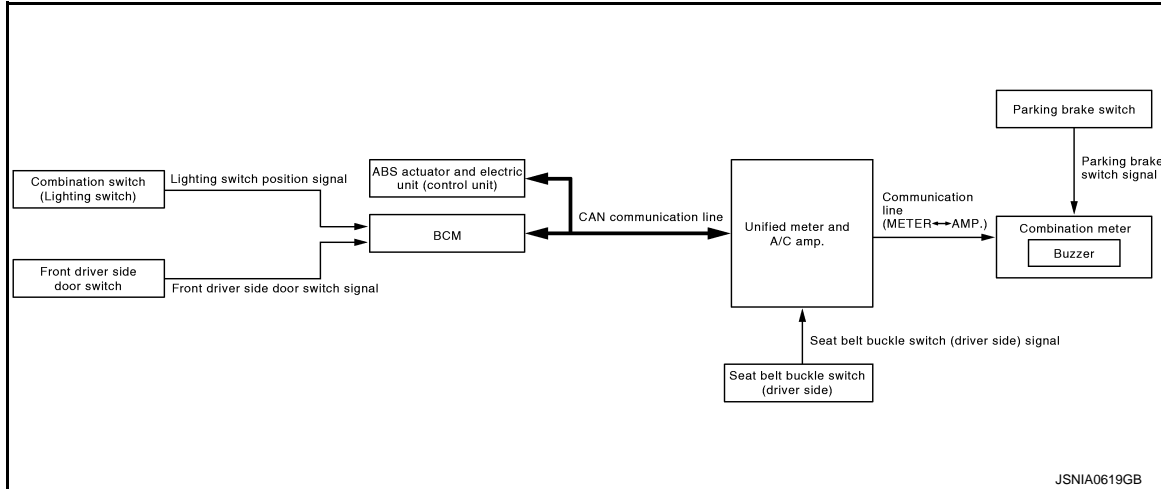 Parking brake switch
Parking brake
switch signal
Combination switch
(Lighting switch)
Lighting switch position signal
ABS actuator and electric
unit (control unit)
BCM
CAN communication line
Unified meter and
A/C amp.
Communication
line
(METER↔AMP.)
Combination meter
Buzzer
Front driver side
door switch
Front driver side door switch signal
Seat belt buckle switch (driver side) signal
Seat belt buckle switch
(driver side)
JSNIA0619GB